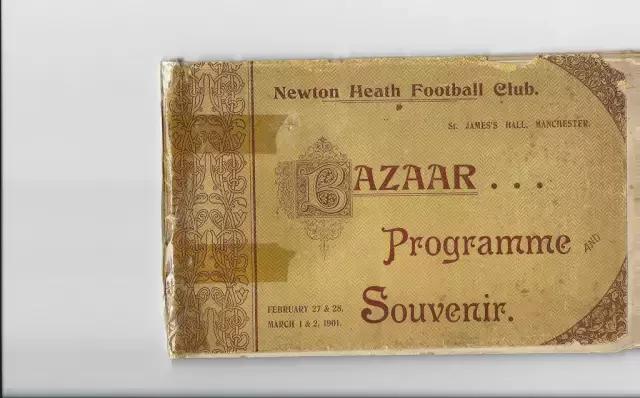 Newton Heath Football Club.
St. JAMES'S HALL, MANCHESTER.
BAZAAR . . .
Programme AND
Souvenir.
FEBRUARY 27 & 28,
MARCH 1 & 2, 1901.